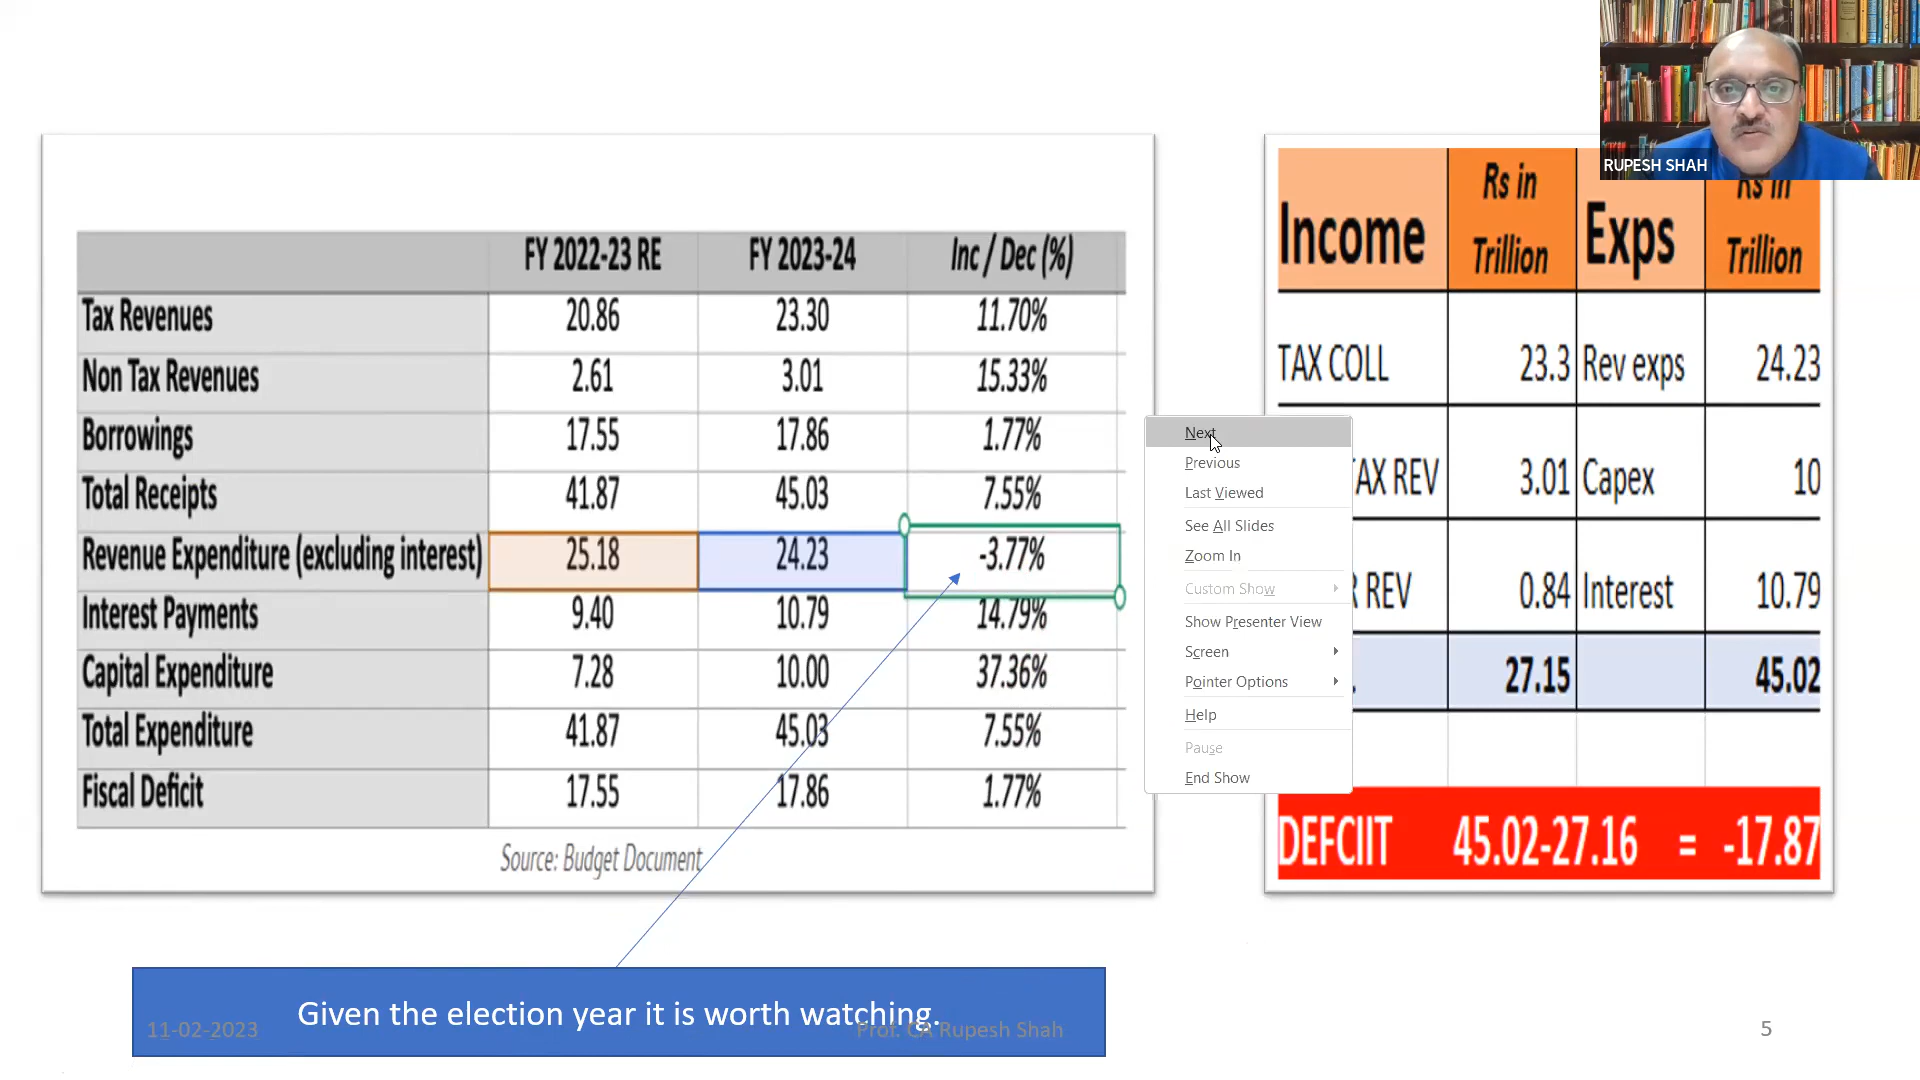 RUPESH SHAH
FY 2022-23 RE FY 2023-24 Inc / Dec (%)
Tax Revenues 20.86 23.30 11.70%
Non Tax Revenues 2.61 3.01 15.33%
Borrowings 17.55 17.86 1.77%
Total Receipts 41.87 45.03 7.55%
Revenue Expenditure (excluding interest) 25.18 24.23 -3.77%
Interest Payments 9.40 10.79 14.79%
Capital Expenditure 7.28 10.00 37.36%
Total Expenditure 41.87 45.03 7.55%
Fiscal Deficit 17.55 17.86 1.77%
Source: Budget Document
Next
Previous
Last Viewed
See All Slides
Zoom In
Custom Show
Show Presenter View
Screen
Pointer Options
Help
Pause
End Show
Income Rs in Trillion Exps Rs in Trillion
TAX COLL 23.3 Rev exps 24.23
TAX REV 3.01 Capex 10
R REV 0.84 Interest 10.79
27.15 45.02
DEFCIIT 45.02-27.16 = -17.87
Given the election year it is worth watching.
11-02-2023 Prof. CA Rupesh Shah 5